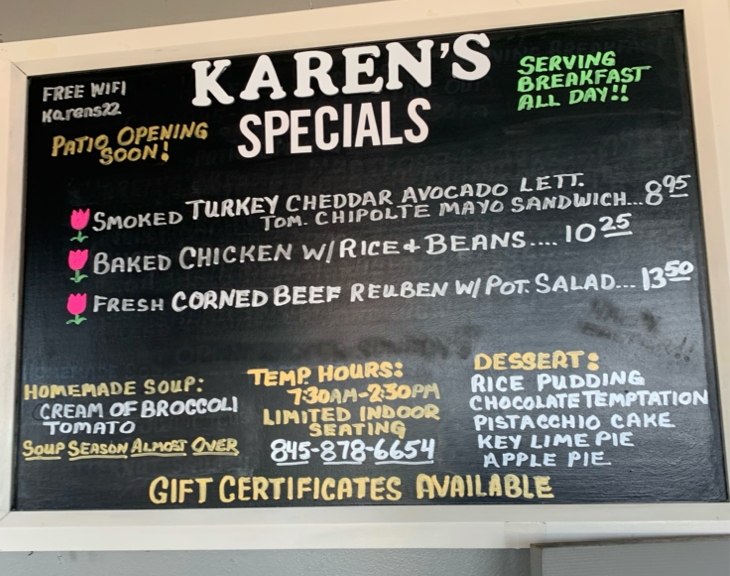 FREE WIFI
Karens22
PATIO OPENING
SOON!
KAREN'S
SPECIALS
SERVING
BREAKFAST
ALL DAY!!
SMOKED TURKEY CHEDDAR AVOCADO LETT.
TOM. CHIPOLTE MAYO SANDWICH...8 95
BAKED CHICKEN W/RICE + BEANS.... 10 25
FRESH CORNED BEEF REUBEN W/ POT. SALAD... 13 50
HOMEMADE SOUP:
CREAM OF BROCCOLI
TOMATO
SOUP SEASON ALMOST OVER
TEMP. HOURS:
7:30AM-2:30PM
LIMITED INDOOR
SEATING
845-878-6654
DESSERT:
RICE PUDDING
CHOCOLATE TEMPTATION
PISTACCHIO CAKE
KEY LIME PIE
APPLE PIE
GIFT CERTIFICATES AVAILABLE